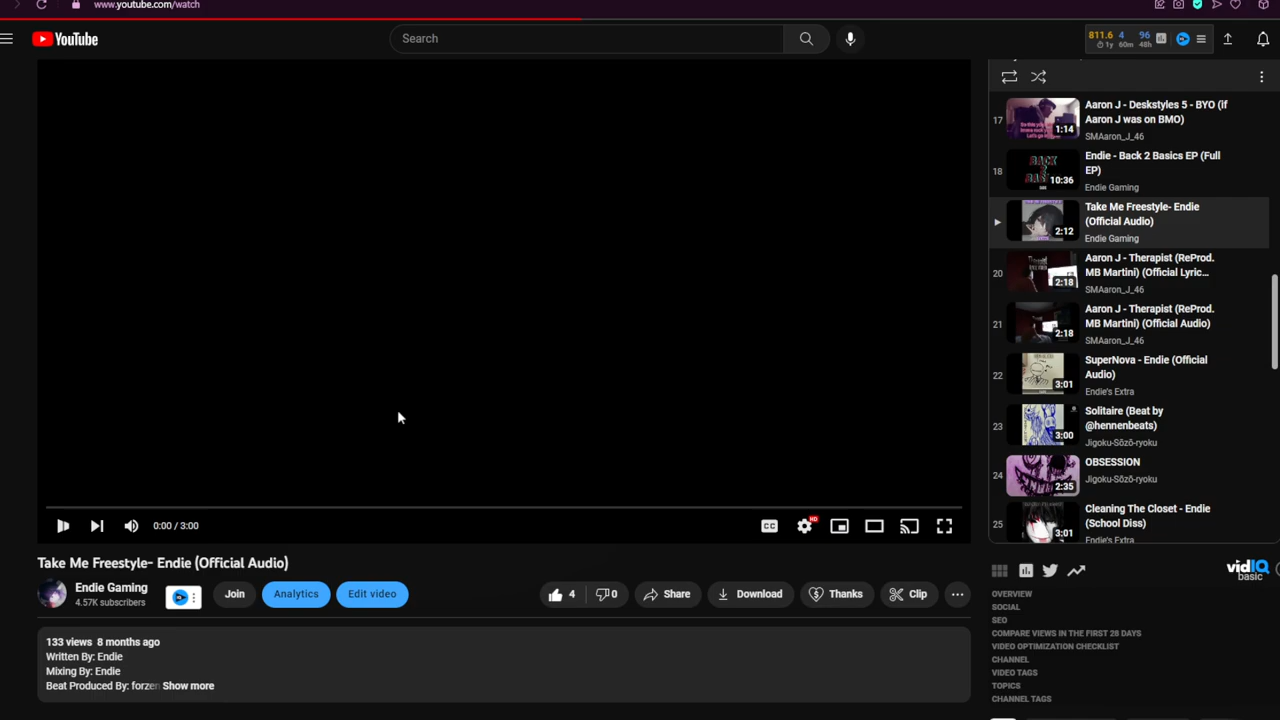 www.youtube.com/watch
YouTube
Search
811.6 4 96
1y 60m 48h
17
Aaron J - Deskstyles 5 - BYO (if
Aaron J was on BMO)
SMAaron_J_46
1:14
18
Endie - Back 2 Basics EP (Full
EP)
Endie Gaming
10:36
Take Me Freestyle- Endie
(Official Audio)
Endie Gaming
2:12
20
Aaron J - Therapist (ReProd.
MB Martini) (Official Lyric...
SMAaron_J_46
2:18
21
Aaron J - Therapist (ReProd.
MB Martini) (Official Audio)
SMAaron_J_46
2:18
22
SuperNova - Endie (Official
Audio)
Endie's Extra
3:01
23
Solitaire (Beat by
@hennenbeats)
Jigoku-Sōzō-ryoku
3:00
24
OBSESSION
Jigoku-Sōzō-ryoku
2:35
25
Cleaning The Closet - Endie
(School Diss)
Endie's Extra
3:01
0:00 / 3:00
CC
HD
Take Me Freestyle- Endie (Official Audio)
Endie Gaming
4.57K subscribers
Join
Analytics
Edit video
4
0
Share
Download
Thanks
Clip
133 views 8 months ago
Written By: Endie
Mixing By: Endie
Beat Produced By: forzen Show more
vidIQ
basic
OVERVIEW
SOCIAL
SEO
COMPARE VIEWS IN THE FIRST 28 DAYS
VIDEO OPTIMIZATION CHECKLIST
CHANNEL
VIDEO TAGS
TOPICS
CHANNEL TAGS